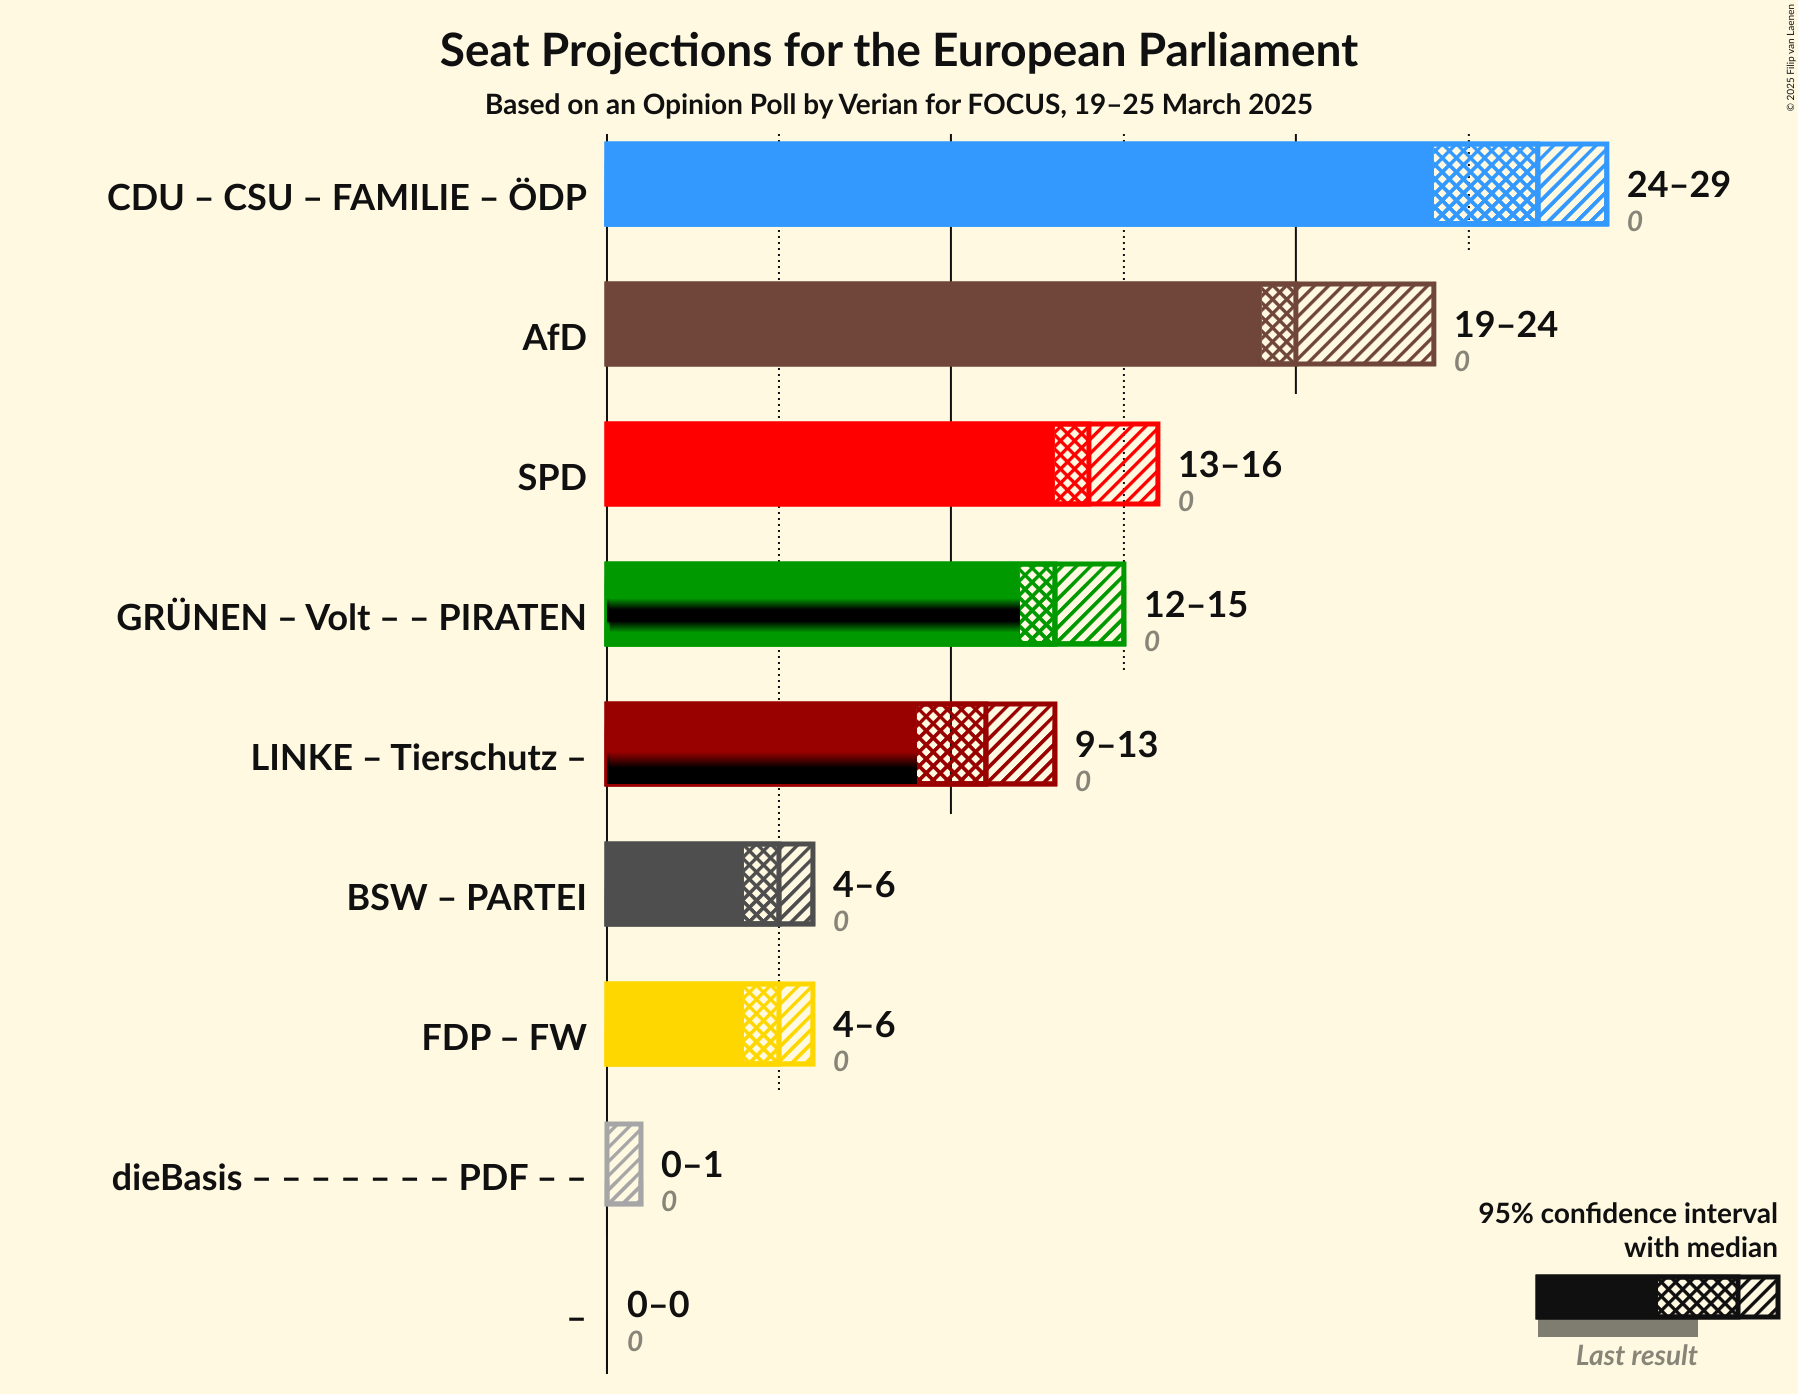 Seat Projections for the European Parliament
Based on an Opinion Poll by Verian for FOCUS, 19–25 March 2025
© 2025 Filip van Laenen
CDU – CSU – FAMILIE – ÖDP
24–29
0
AfD
19–24
0
SPD
13–16
0
GRÜNEN – Volt – – PIRATEN
12–15
0
LINKE – Tierschutz –
9–13
0
BSW – PARTEI
4–6
0
FDP – FW
4–6
0
dieBasis – – – – – – – PDF – –
0–1
0
–
0–0
0
95% confidence interval
with median
Last result